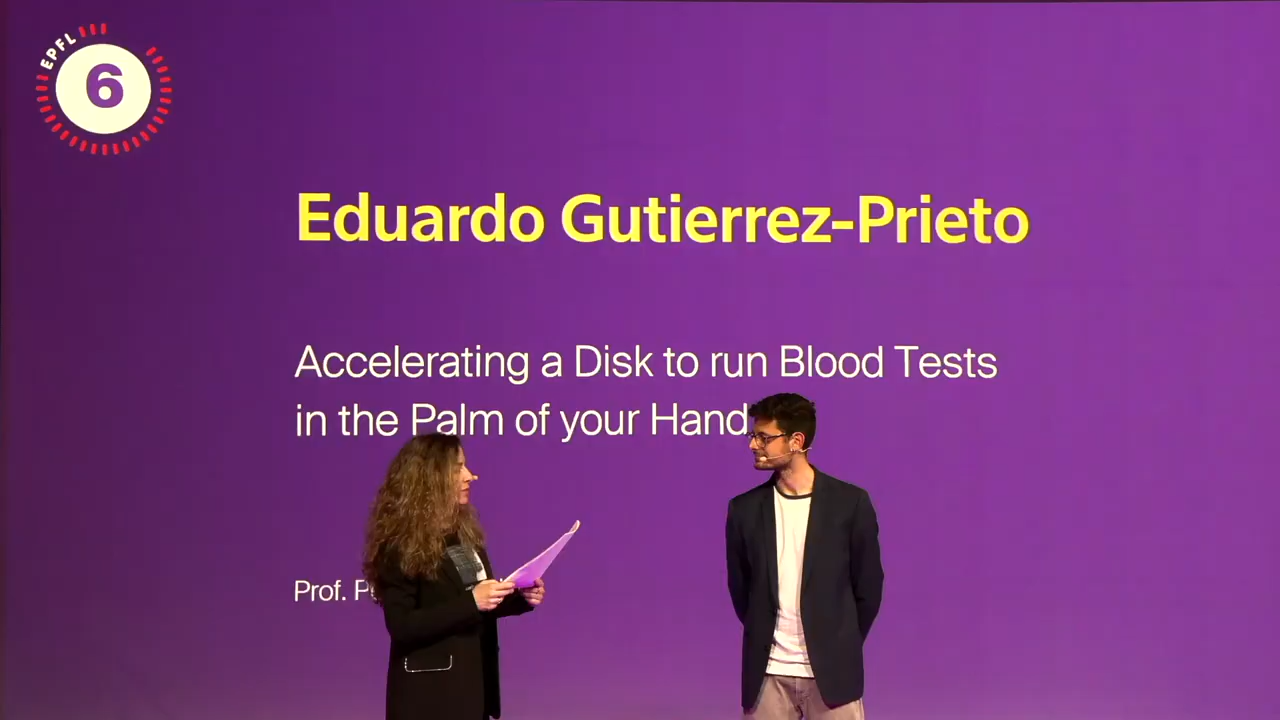 EPFL
6
Eduardo Gutierrez-Prieto
Accelerating a Disk to run Blood Tests
in the Palm of your Hand
Prof.